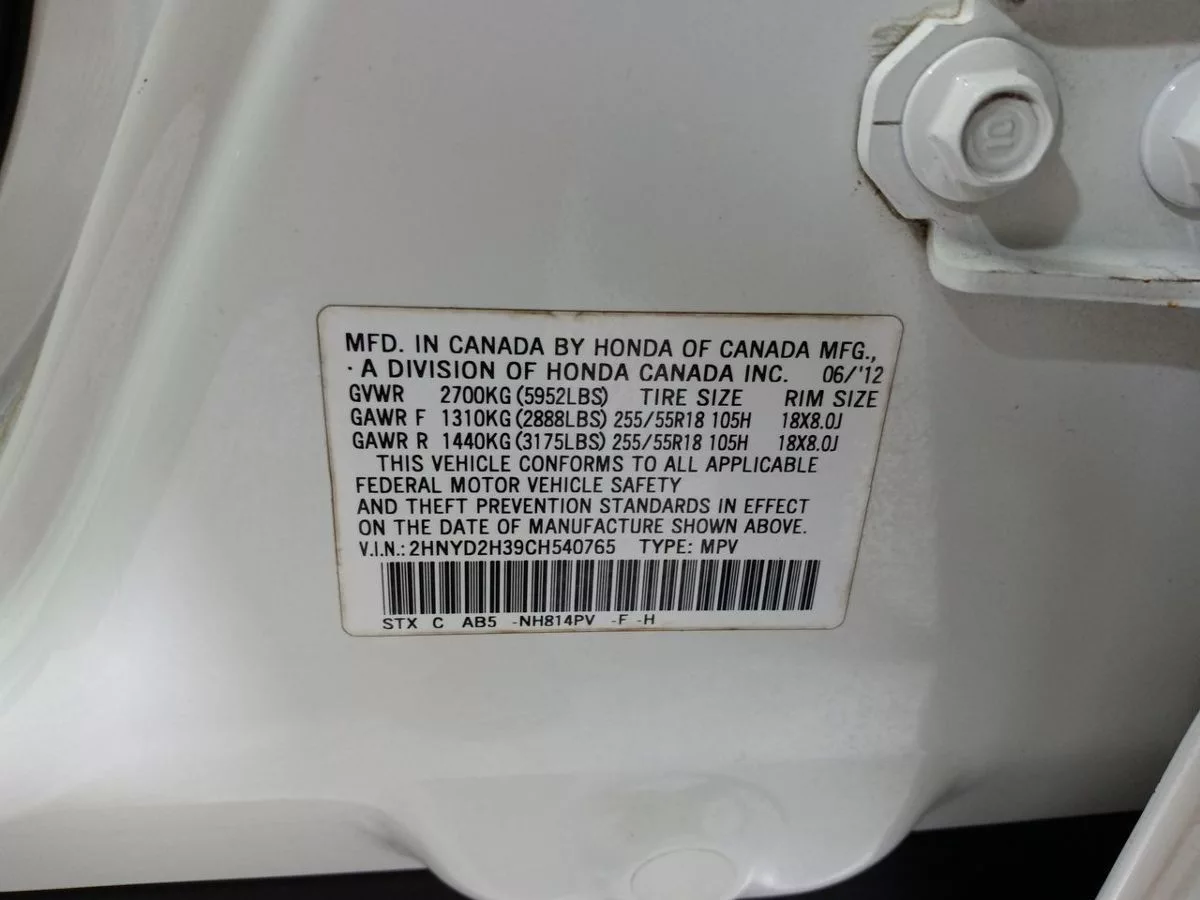 MFD. IN CANADA BY HONDA OF CANADA MFG.,
· A DIVISION OF HONDA CANADA INC. 06/'12
GVWR 2700KG (5952LBS) TIRE SIZE RIM SIZE
GAWR F 1310KG (2888LBS) 255/55R18 105H 18X8.0J
GAWR R 1440KG (3175LBS) 255/55R18 105H 18X8.0J
THIS VEHICLE CONFORMS TO ALL APPLICABLE
FEDERAL MOTOR VEHICLE SAFETY
AND THEFT PREVENTION STANDARDS IN EFFECT
ON THE DATE OF MANUFACTURE SHOWN ABOVE.
V.I.N.: 2HNYD2H39CH540765 TYPE: MPV
STX C AB5 -NH814PV -F -H